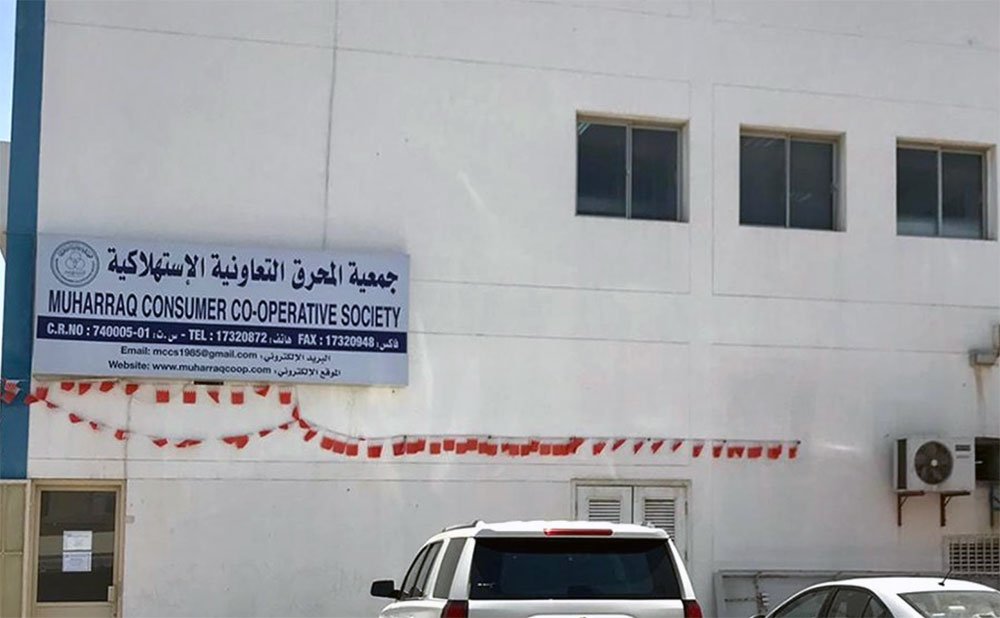 جمعية المحرق التعاونية الإستهلاكية
MUHARRAQ CONSUMER CO-OPERATIVE SOCIETY
C.R.NO : 740005-01 : س.ت - TEL : 17320872 : هاتف FAX : 17320948 : فاكس
Email: mccs1985@gmail.com : البريد الإلكتروني
Website: www.muharraqcoop.com : الموقع الإلكتروني